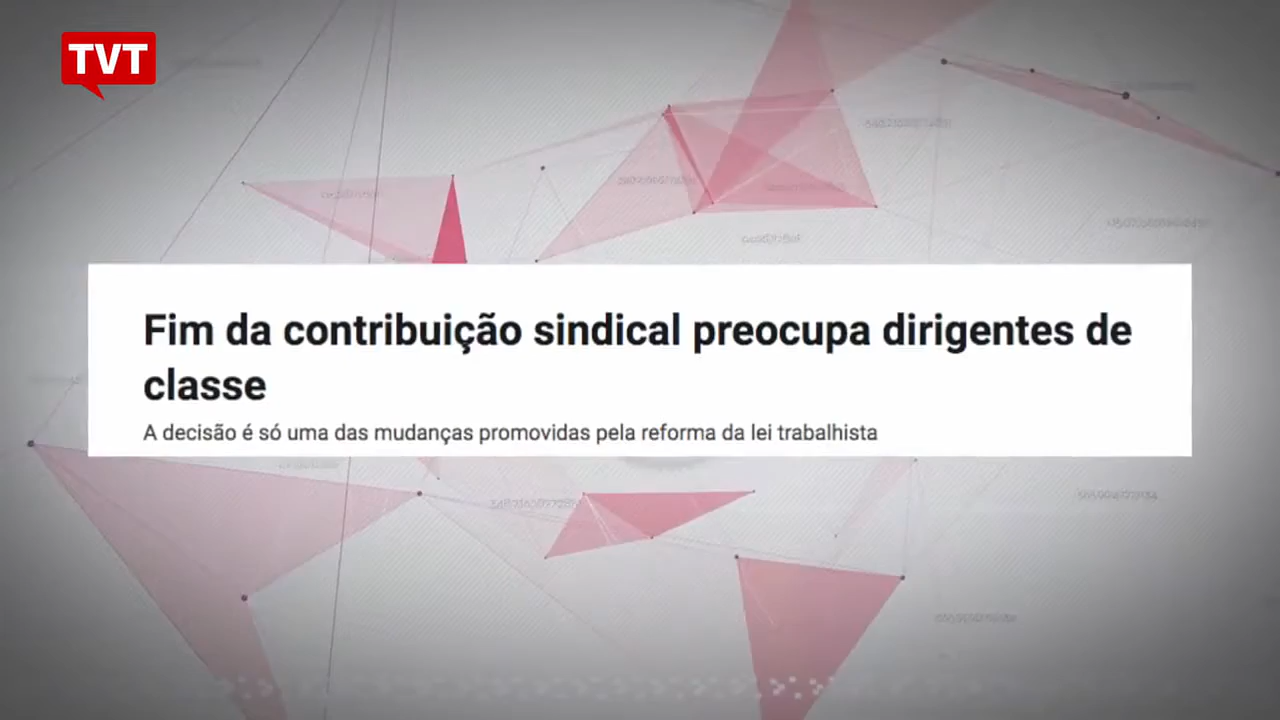 TVT
Fim da contribuição sindical preocupa dirigentes de
classe
A decisão é só uma das mudanças promovidas pela reforma da lei trabalhista